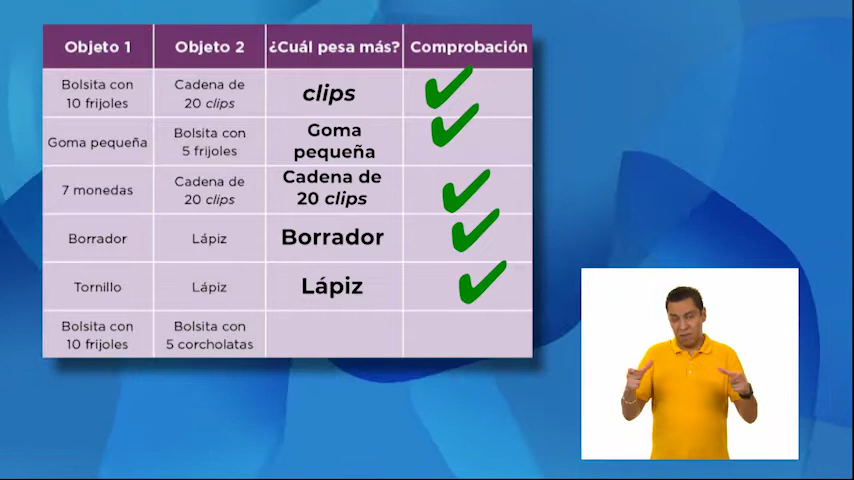 Objeto 1 Objeto 2 ¿Cuál pesa más? Comprobación
Bolsita con
10 frijoles
Cadena de
20 clips
clips
Goma pequeña
Bolsita con
5 frijoles
Goma
pequeña
7 monedas
Cadena de
20 clips
Cadena de
20 clips
Borrador
Lápiz
Borrador
Tornillo
Lápiz
Lápiz
Bolsita con
10 frijoles
Bolsita con
5 corcholatas